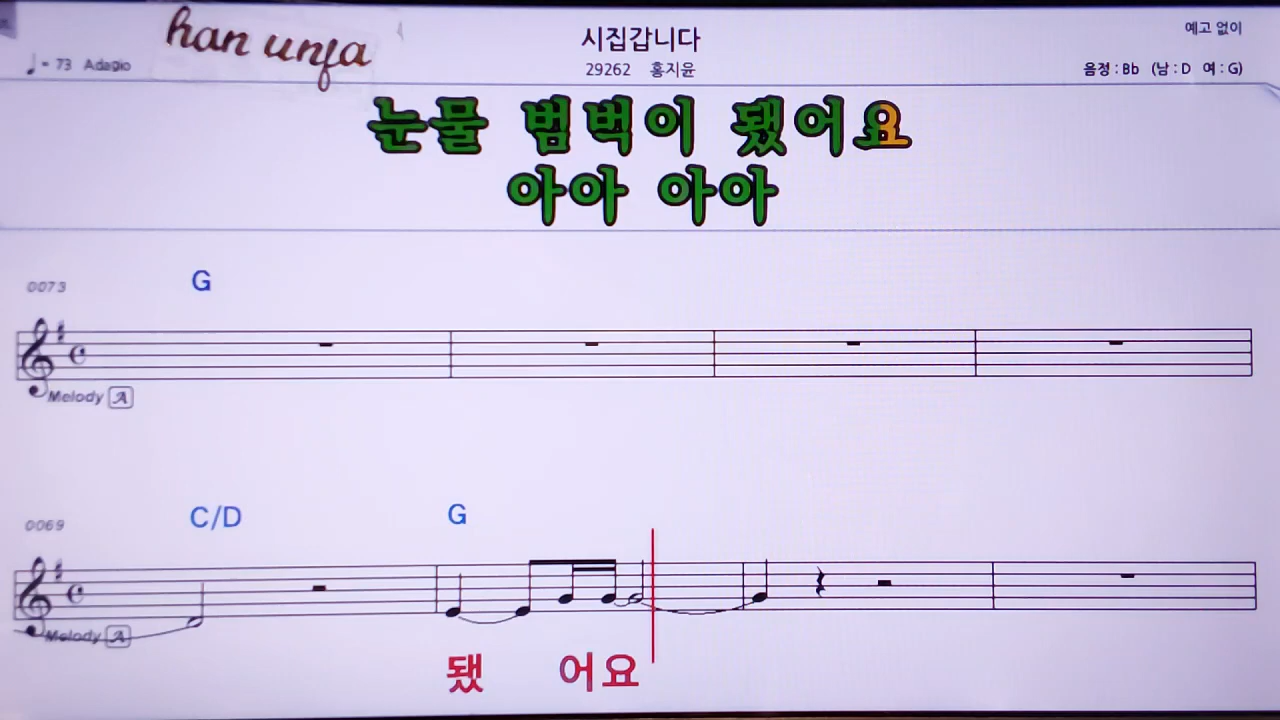 han unfa
시집갑니다
예고 없이
♩= 73 Adagio
29262 홍지윤
음정 : Bb (남 : D 여 : G)
눈물 범벅이 됐어요
아아 아아
0073
G
Melody A
0069
C/D G
Melody A
됐 어요